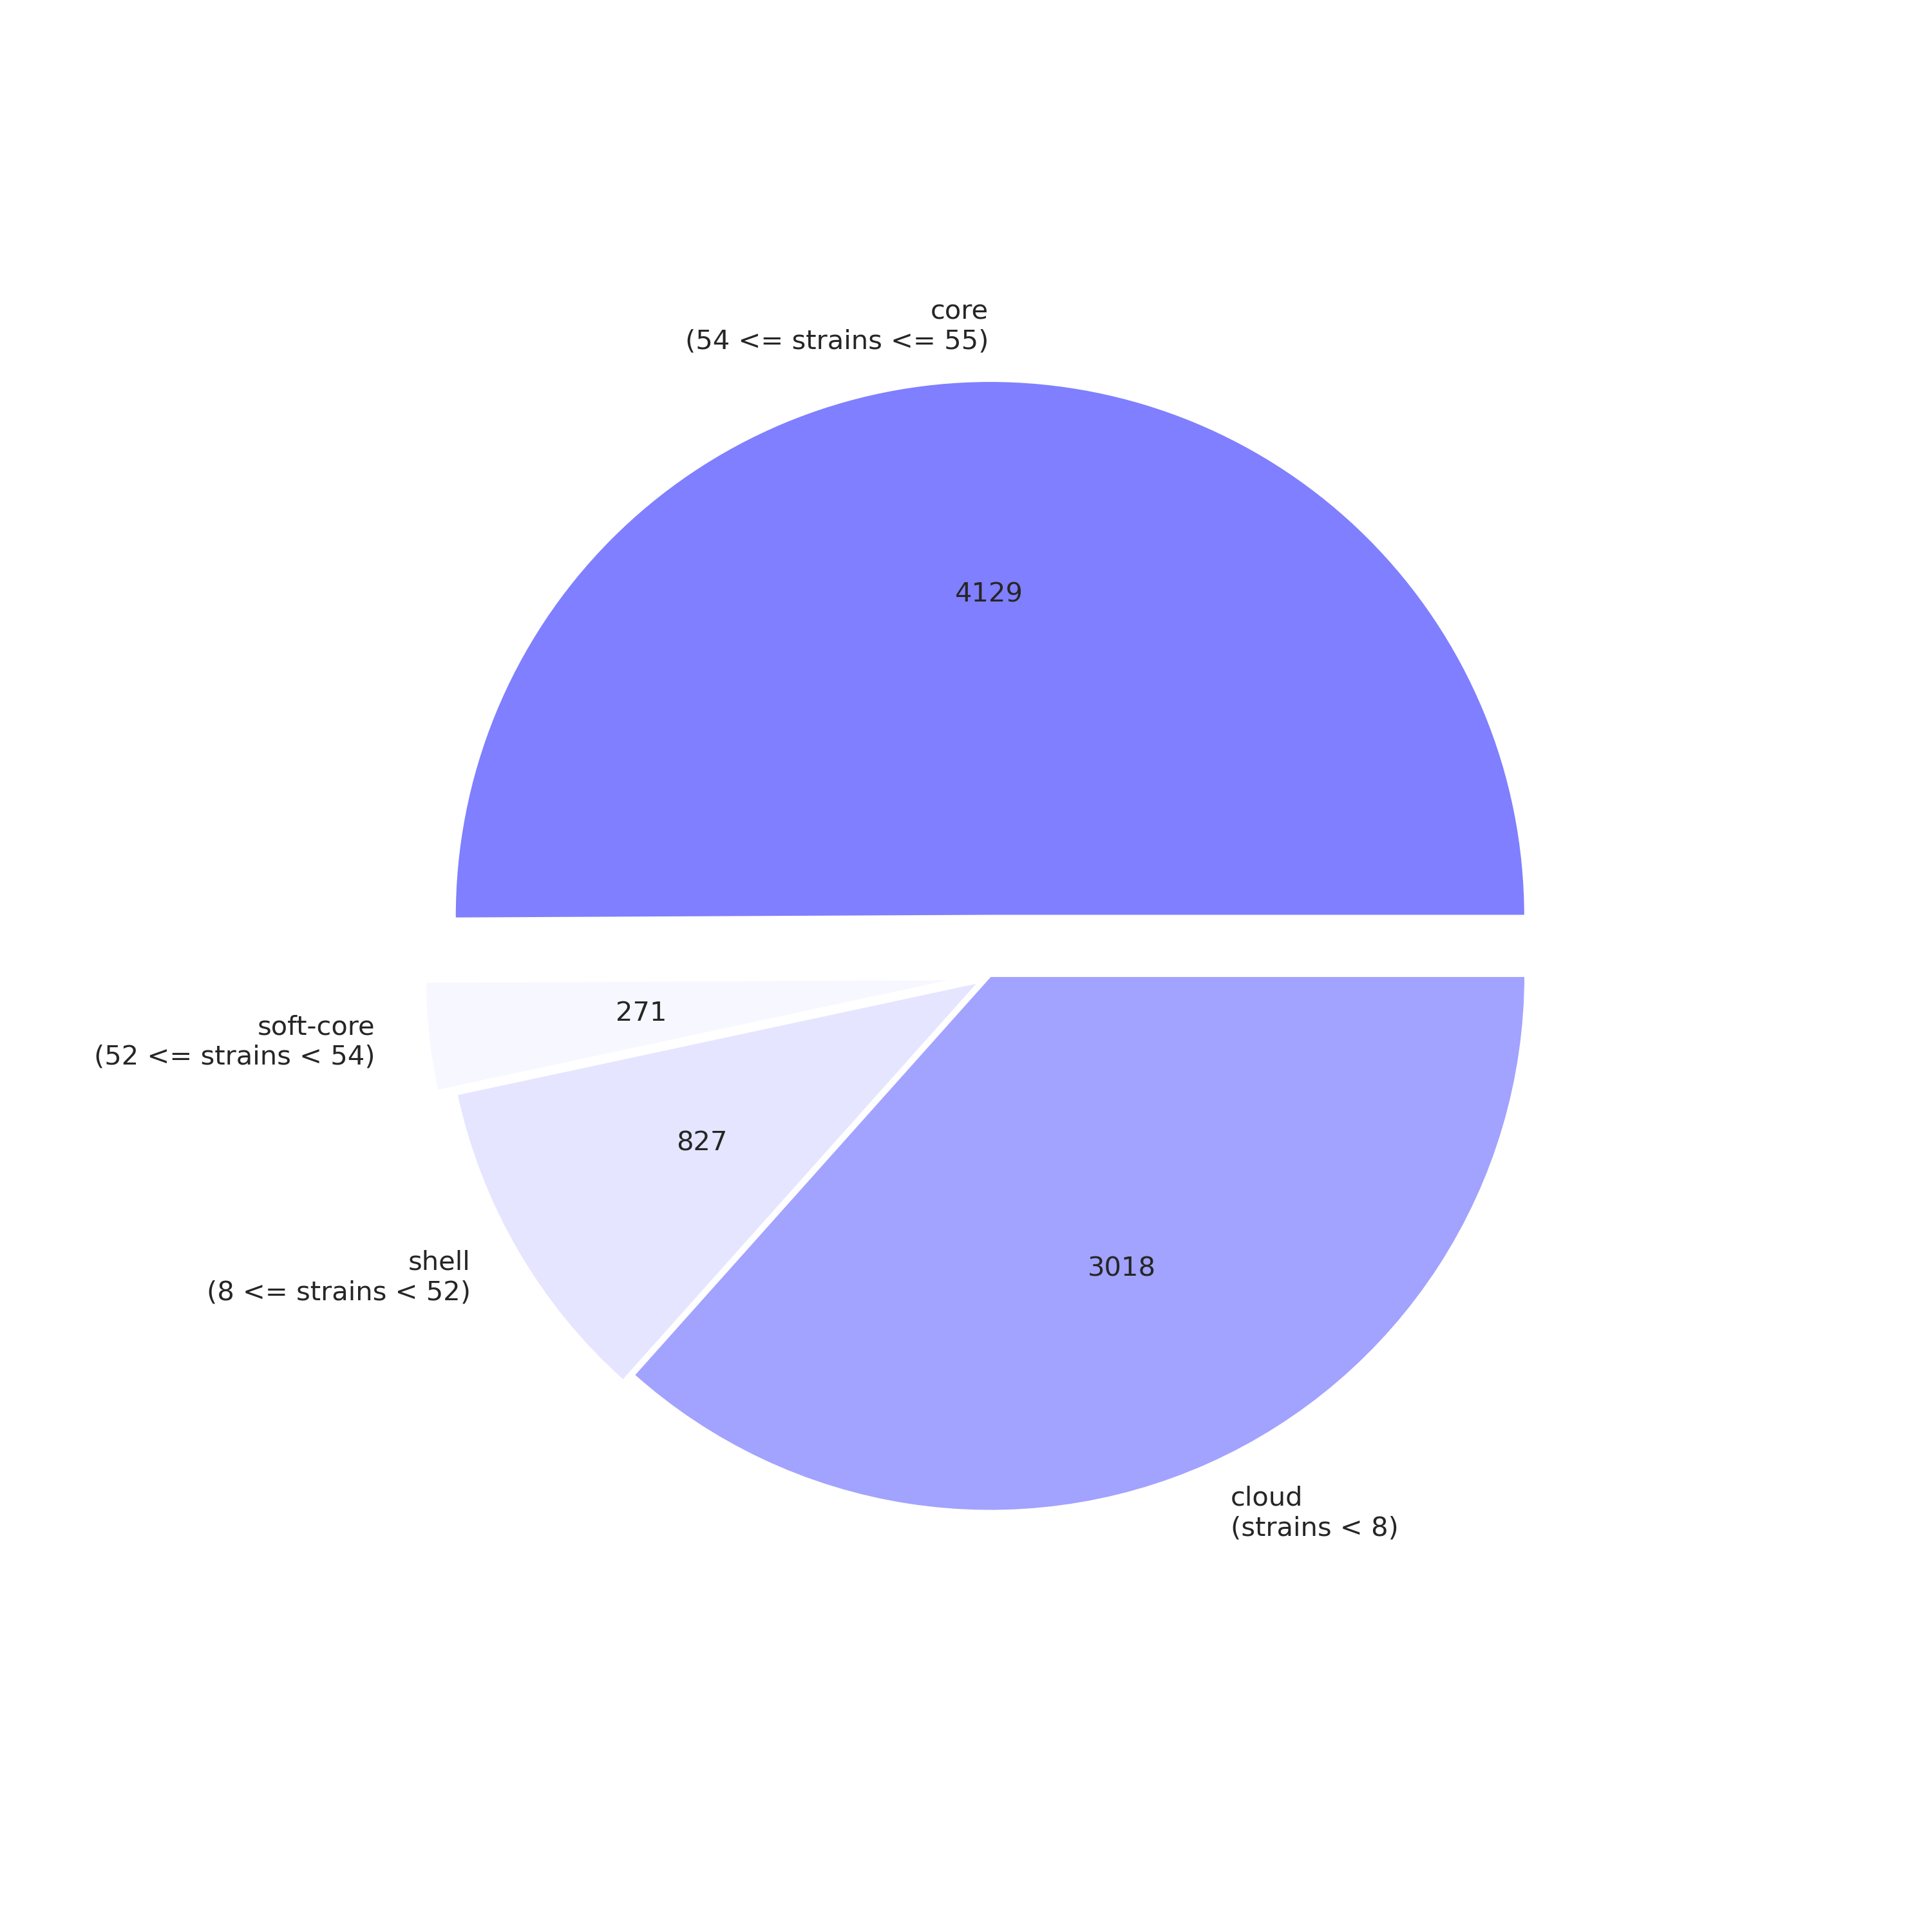 core
(54 <= strains <= 55)
4129
271
soft-core
(52 <= strains < 54)
827
shell
(8 <= strains < 52)
3018
cloud
(strains < 8)